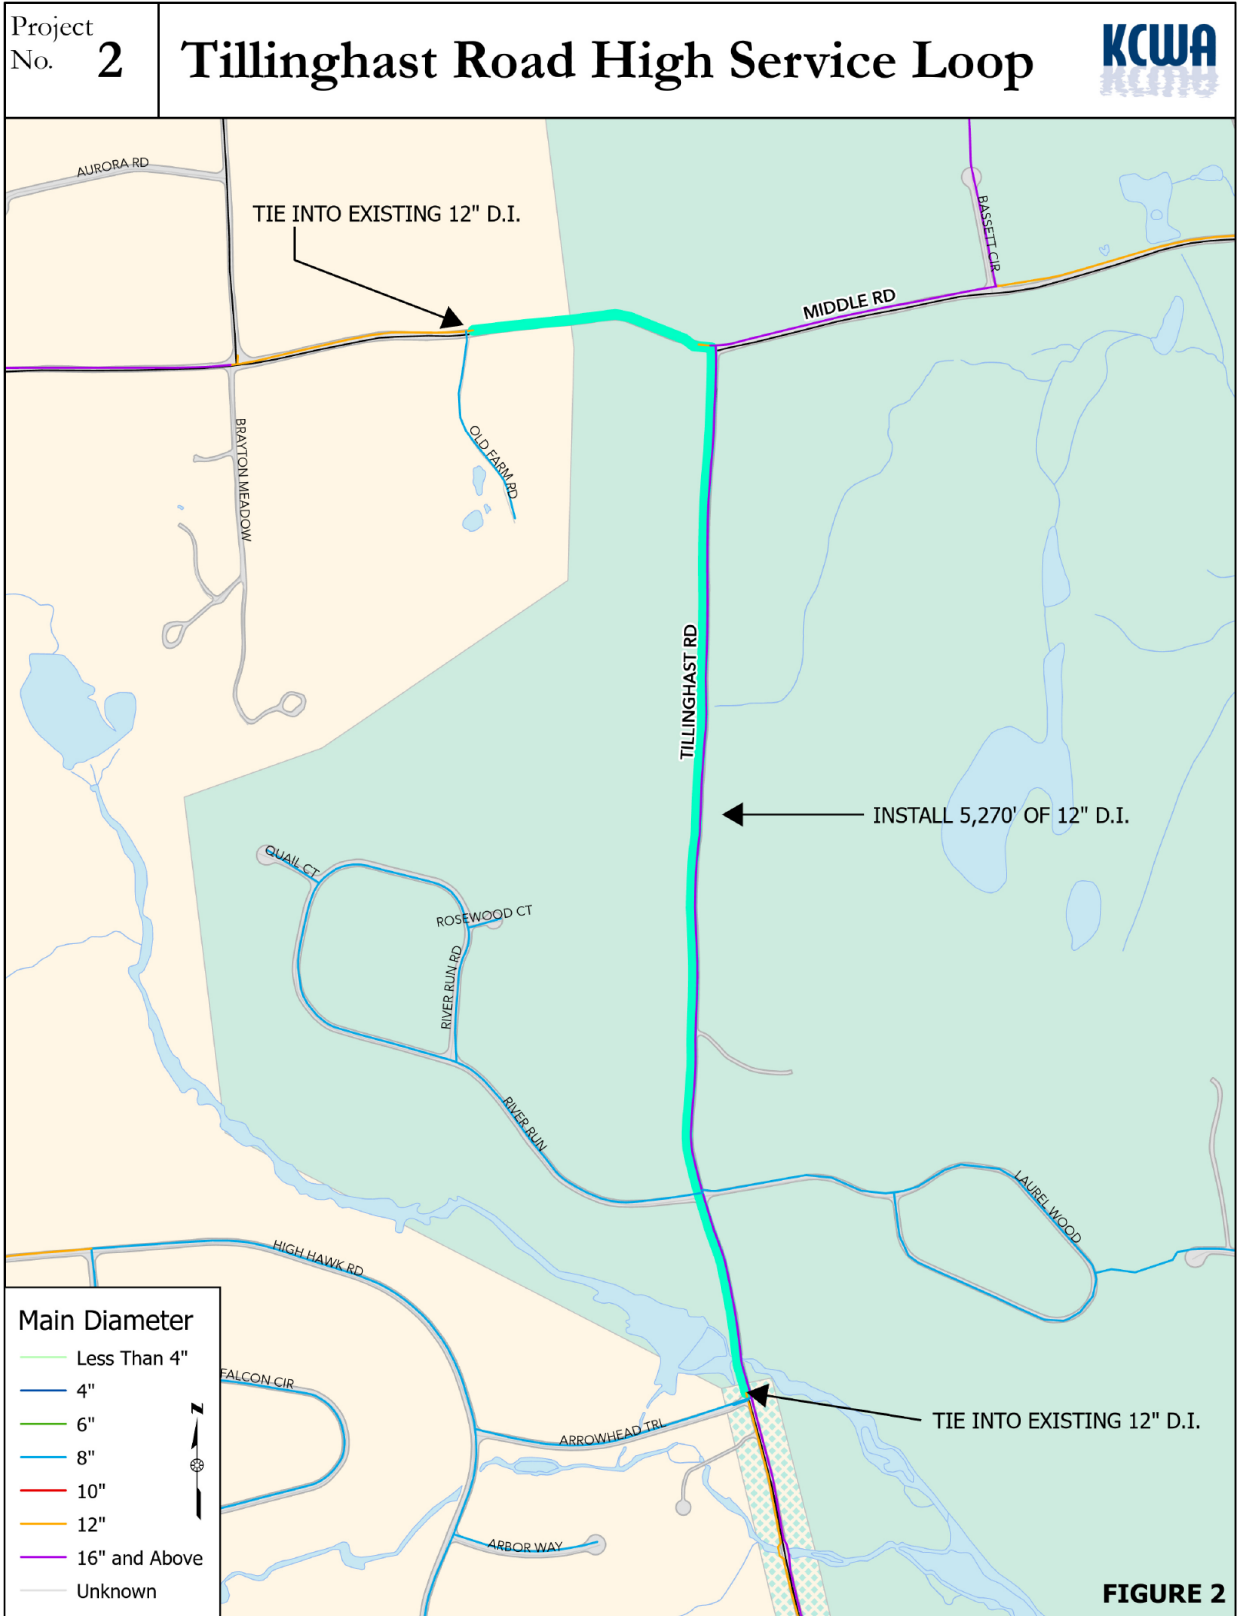 Project
No. 2
Tillinghast Road High Service Loop
KCWA
AURORA RD
TIE INTO EXISTING 12" D.I.
BASSETT CIR
MIDDLE RD
BRAYTON MEADOW
OLD FARM RD
TILLINGHAST RD
INSTALL 5,270' OF 12" D.I.
QUAIL CT
ROSEWOOD CT
RIVER RUN RD
RIVER RUN
LAUREL WOOD
HIGH HAWK RD
Main Diameter
Less Than 4"
4"
6"
8"
10"
12"
16" and Above
Unknown
N
FALCON CIR
ARROWHEAD TRL
TIE INTO EXISTING 12" D.I.
ARBOR WAY
FIGURE 2